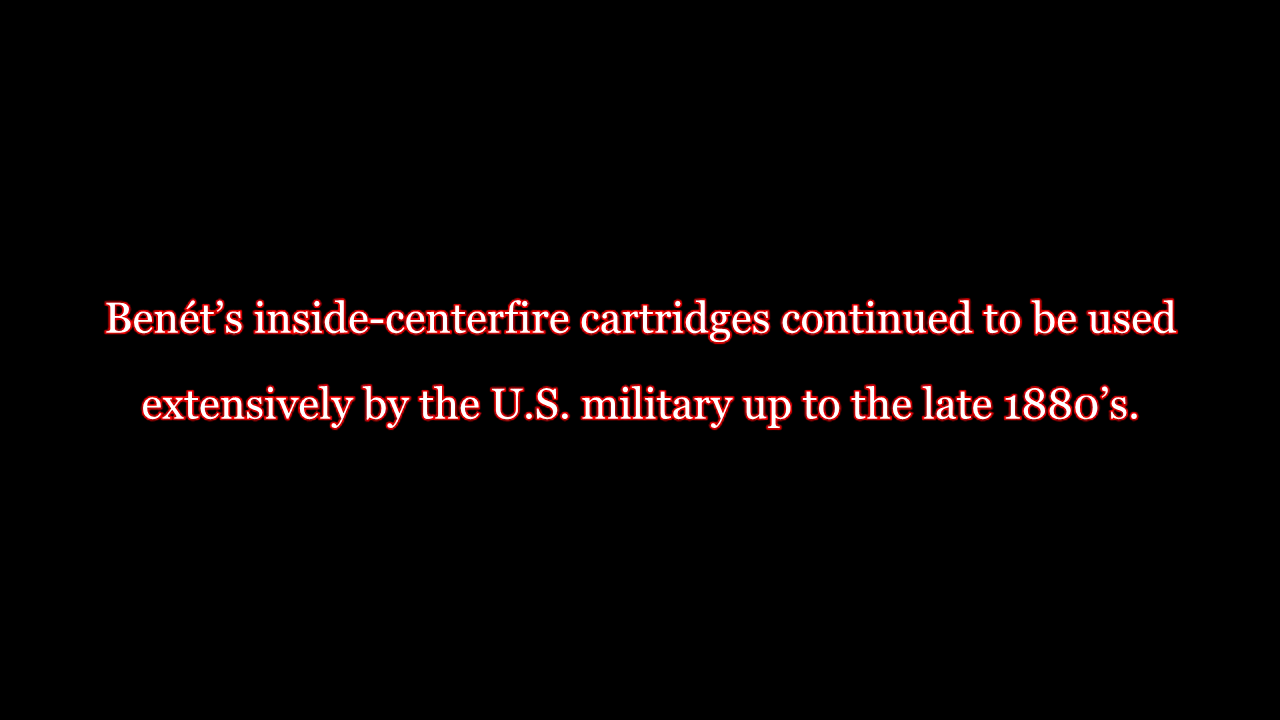 Benét’s inside-centerfire cartridges continued to be used
extensively by the U.S. military up to the late 1880’s.